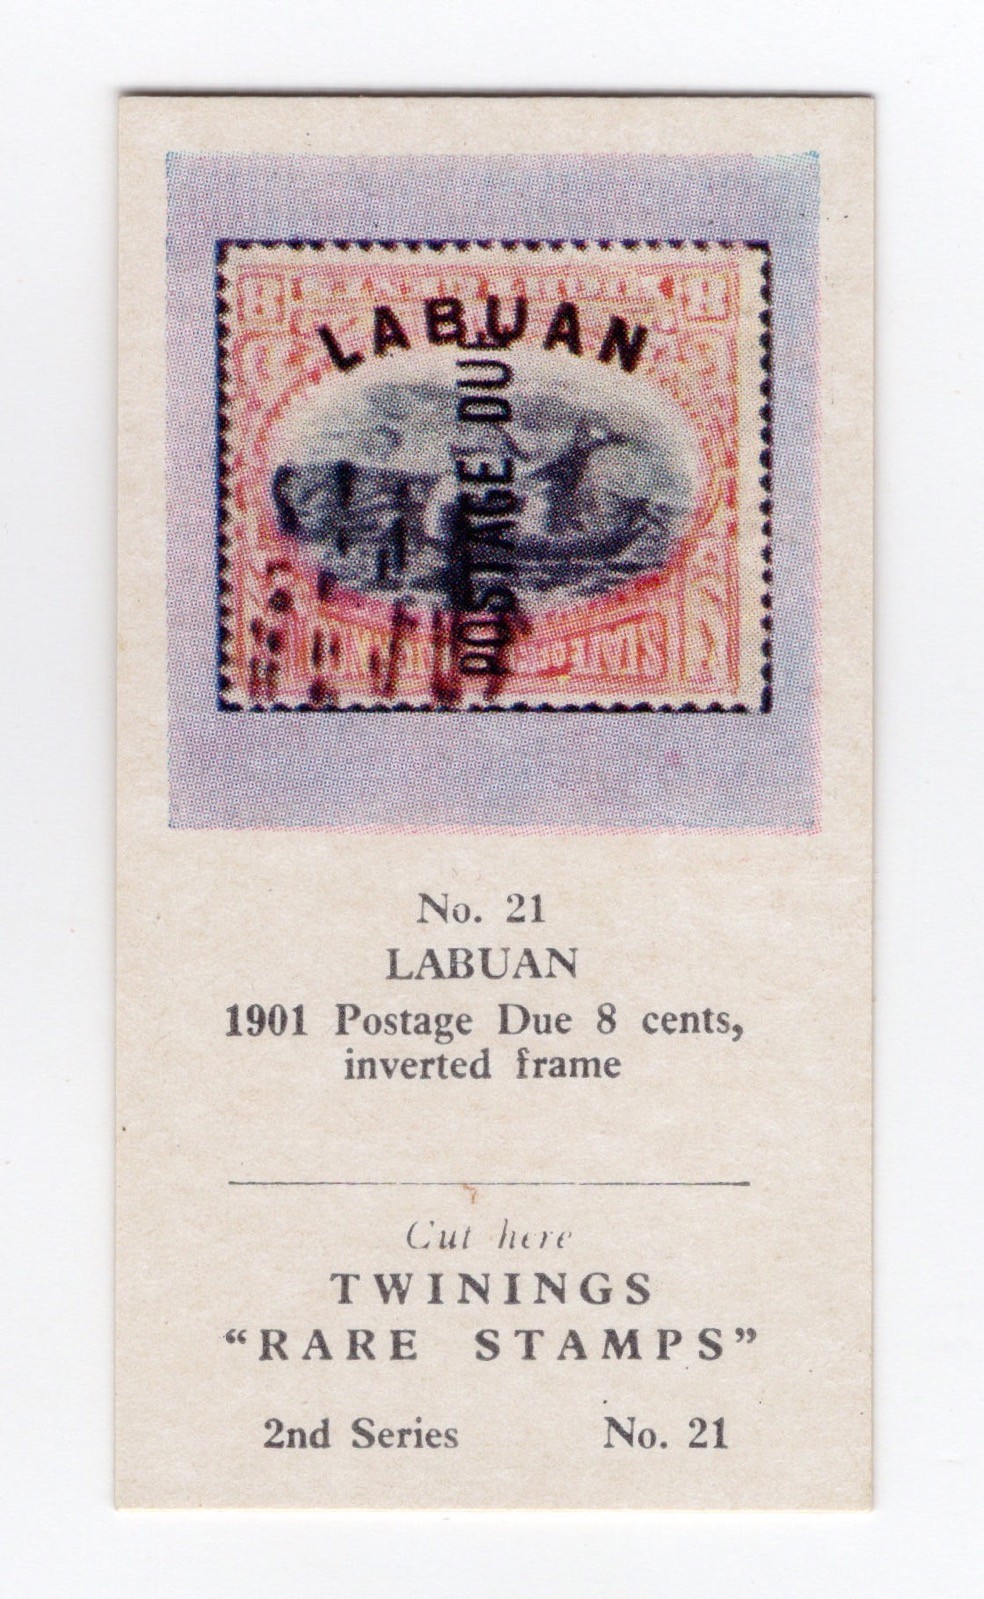 LABUAN
POSTAGE DUE
No. 21
LABUAN
1901 Postage Due 8 cents,
inverted frame
Cut here
TWININGS
“RARE STAMPS”
2nd Series No. 21